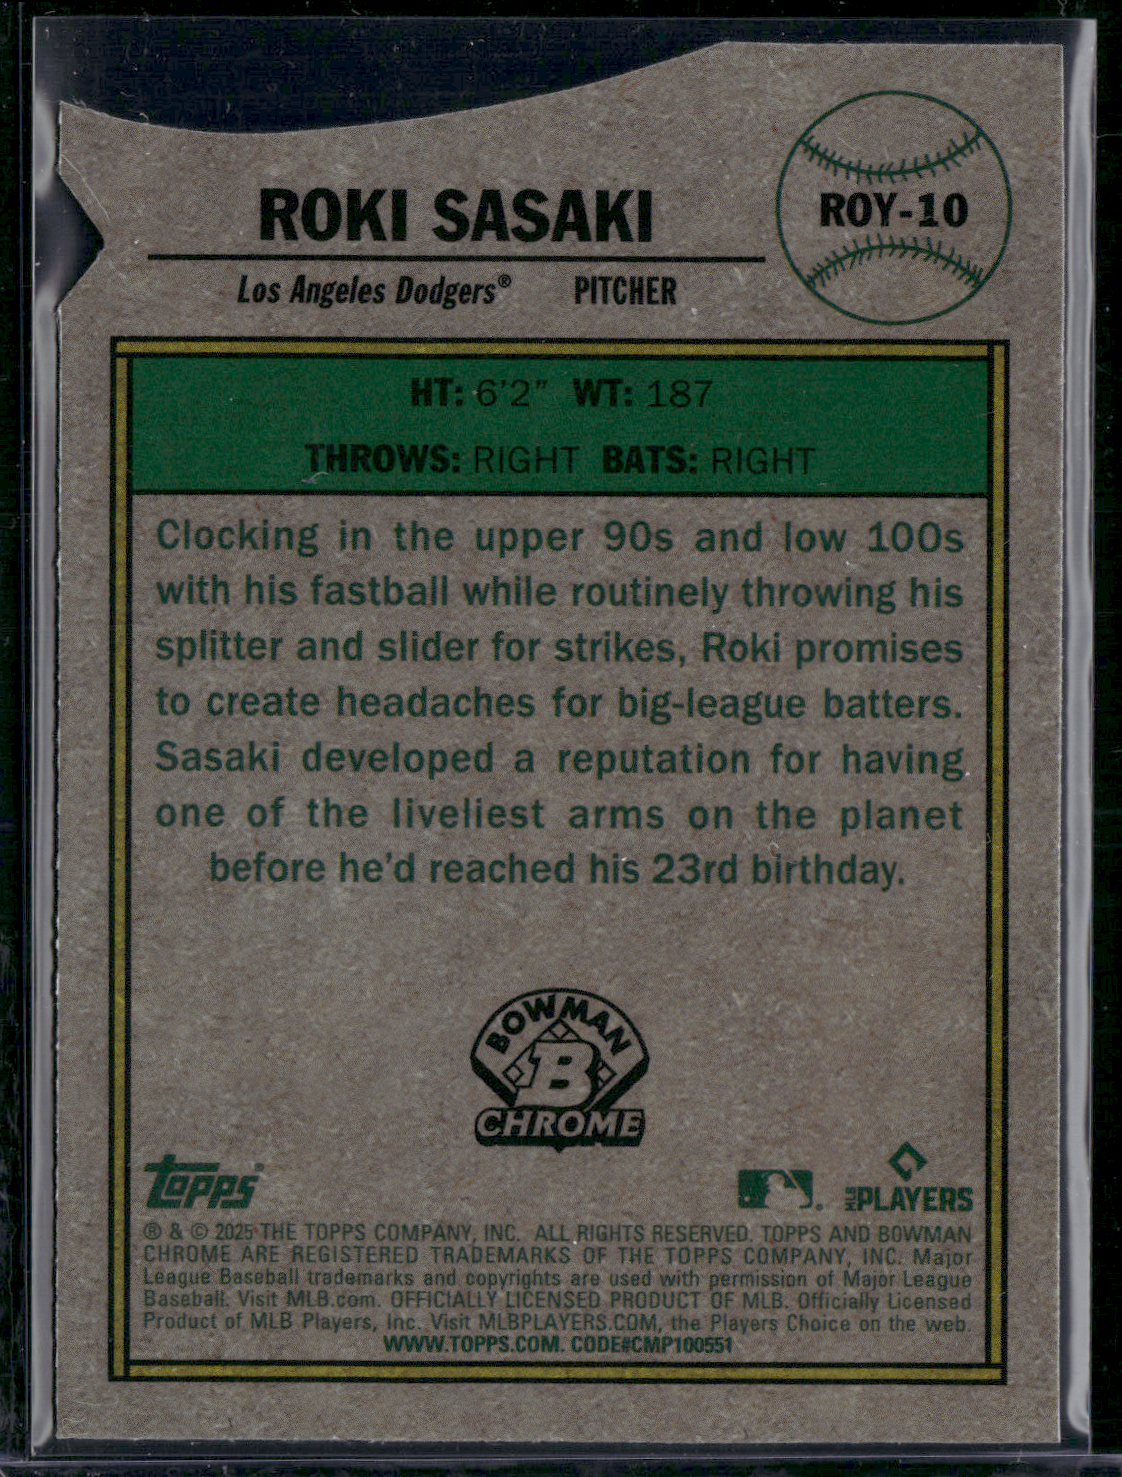 ROKI SASAKI
ROY-10
Los Angeles Dodgers® PITCHER
HT: 6'2" WT: 187
THROWS: RIGHT BATS: RIGHT
Clocking in the upper 90s and low 100s
with his fastball while routinely throwing his
splitter and slider for strikes, Roki promises
to create headaches for big-league batters.
Sasaki developed a reputation for having
one of the liveliest arms on the planet
before he'd reached his 23rd birthday.
BOWMAN
B
CHROME
Topps
MLB PLAYERS
® & © 2025 THE TOPPS COMPANY, INC. ALL RIGHTS RESERVED. TOPPS AND BOWMAN
CHROME ARE REGISTERED TRADEMARKS OF THE TOPPS COMPANY, INC. Major
League Baseball trademarks and copyrights are used with permission of Major League
Baseball. Visit MLB.com. OFFICIALLY LICENSED PRODUCT OF MLB. Officially Licensed
Product of MLB Players, Inc. Visit MLBPLAYERS.COM, the Players Choice on the web.
WWW.TOPPS.COM. CODE#CMP100551